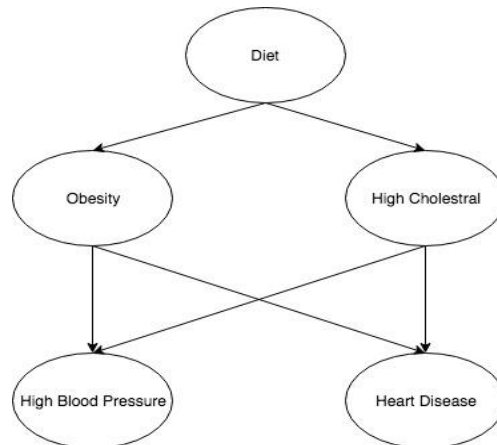 Diet
Obesity
High Cholestral
High Blood Pressure
Heart Disease